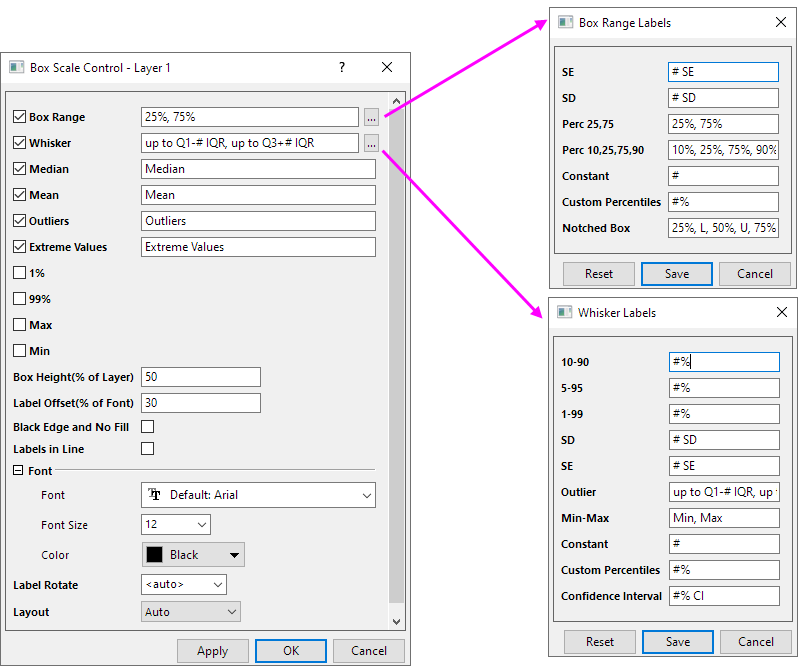 Box Scale Control - Layer 1
?
Box Range 25%, 75% ...
Whisker up to Q1-# IQR, up to Q3+# IQR ...
Median Median
Mean Mean
Outliers Outliers
Extreme Values Extreme Values
1%
99%
Max
Min
Box Height(% of Layer) 50
Label Offset(% of Font) 30
Black Edge and No Fill
Labels in Line
Font
Font Default: Arial
Font Size 12
Color Black
Label Rotate <auto>
Layout Auto
Apply OK Cancel
Box Range Labels
SE # SE
SD # SD
Perc 25,75 25%, 75%
Perc 10,25,75,90 10%, 25%, 75%, 90%
Constant #
Custom Percentiles #%
Notched Box 25%, L, 50%, U, 75%
Reset Save Cancel
Whisker Labels
10-90 #%
5-95 #%
1-99 #%
SD # SD
SE # SE
Outlier up to Q1-# IQR, up
Min-Max Min, Max
Constant #
Custom Percentiles #%
Confidence Interval #% CI
Reset Save Cancel